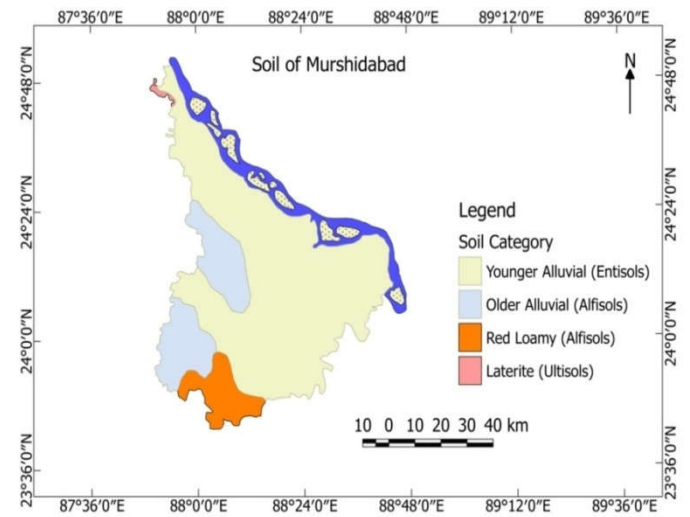 87°36′0″E 88°0′0″E 88°24′0″E 88°48′0″E 89°12′0″E 89°36′0″E
Soil of Murshidabad
N
24°48′0″N
24°48′0″N
24°24′0″N
24°24′0″N
Legend
Soil Category
Younger Alluvial (Entisols)
Older Alluvial (Alfisols)
Red Loamy (Alfisols)
Laterite (Ultisols)
24°0′0″N
24°0′0″N
10 0 10 20 30 40 km
23°36′0″N
23°36′0″N
87°36′0″E 88°0′0″E 88°24′0″E 88°48′0″E 89°12′0″E 89°36′0″E